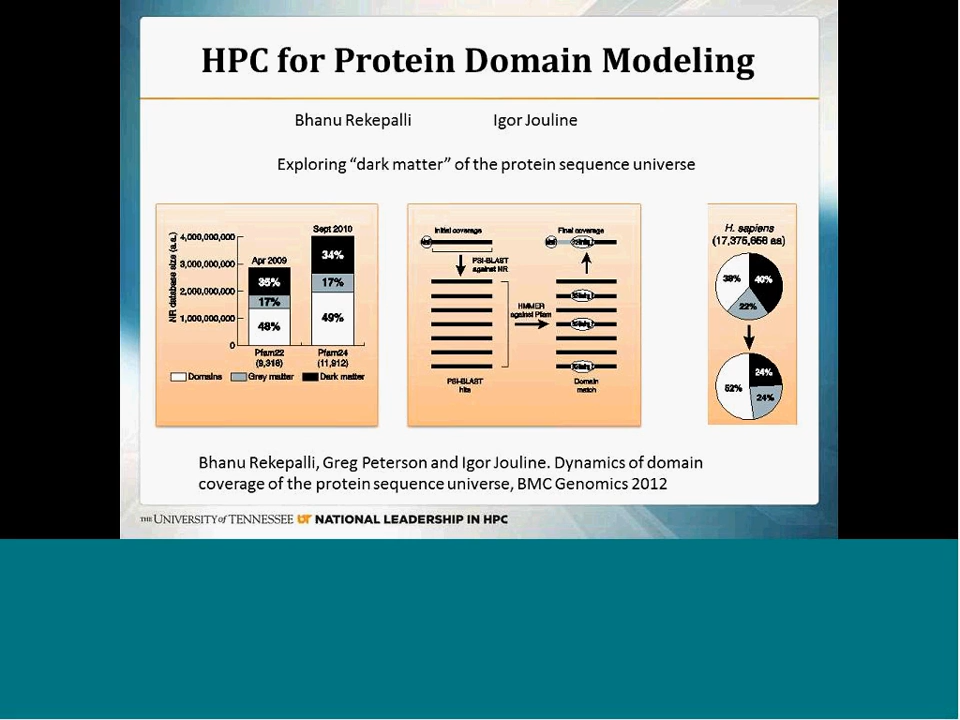 HPC for Protein Domain Modeling
Bhanu Rekepalli Igor Jouline
Exploring “dark matter” of the protein sequence universe
NR database size (a.a.)
4,000,000,000
3,000,000,000
2,000,000,000
1,000,000,000
0
Apr 2009
35%
17%
48%
Sept 2010
34%
17%
49%
Pfam22
(9,318)
Pfam24
(11,912)
Domains Grey matter Dark matter
Initial coverage
PSI-BLAST
against NR
PSI-BLAST
hits
HMMER
against Pfam
Final coverage
Domain
match
H. sapiens
(17,375,656 aa)
38% 40%
22%
52% 24%
24%
Bhanu Rekepalli, Greg Peterson and Igor Jouline. Dynamics of domain
coverage of the protein sequence universe, BMC Genomics 2012
THE UNIVERSITY of TENNESSEE UT NATIONAL LEADERSHIP IN HPC